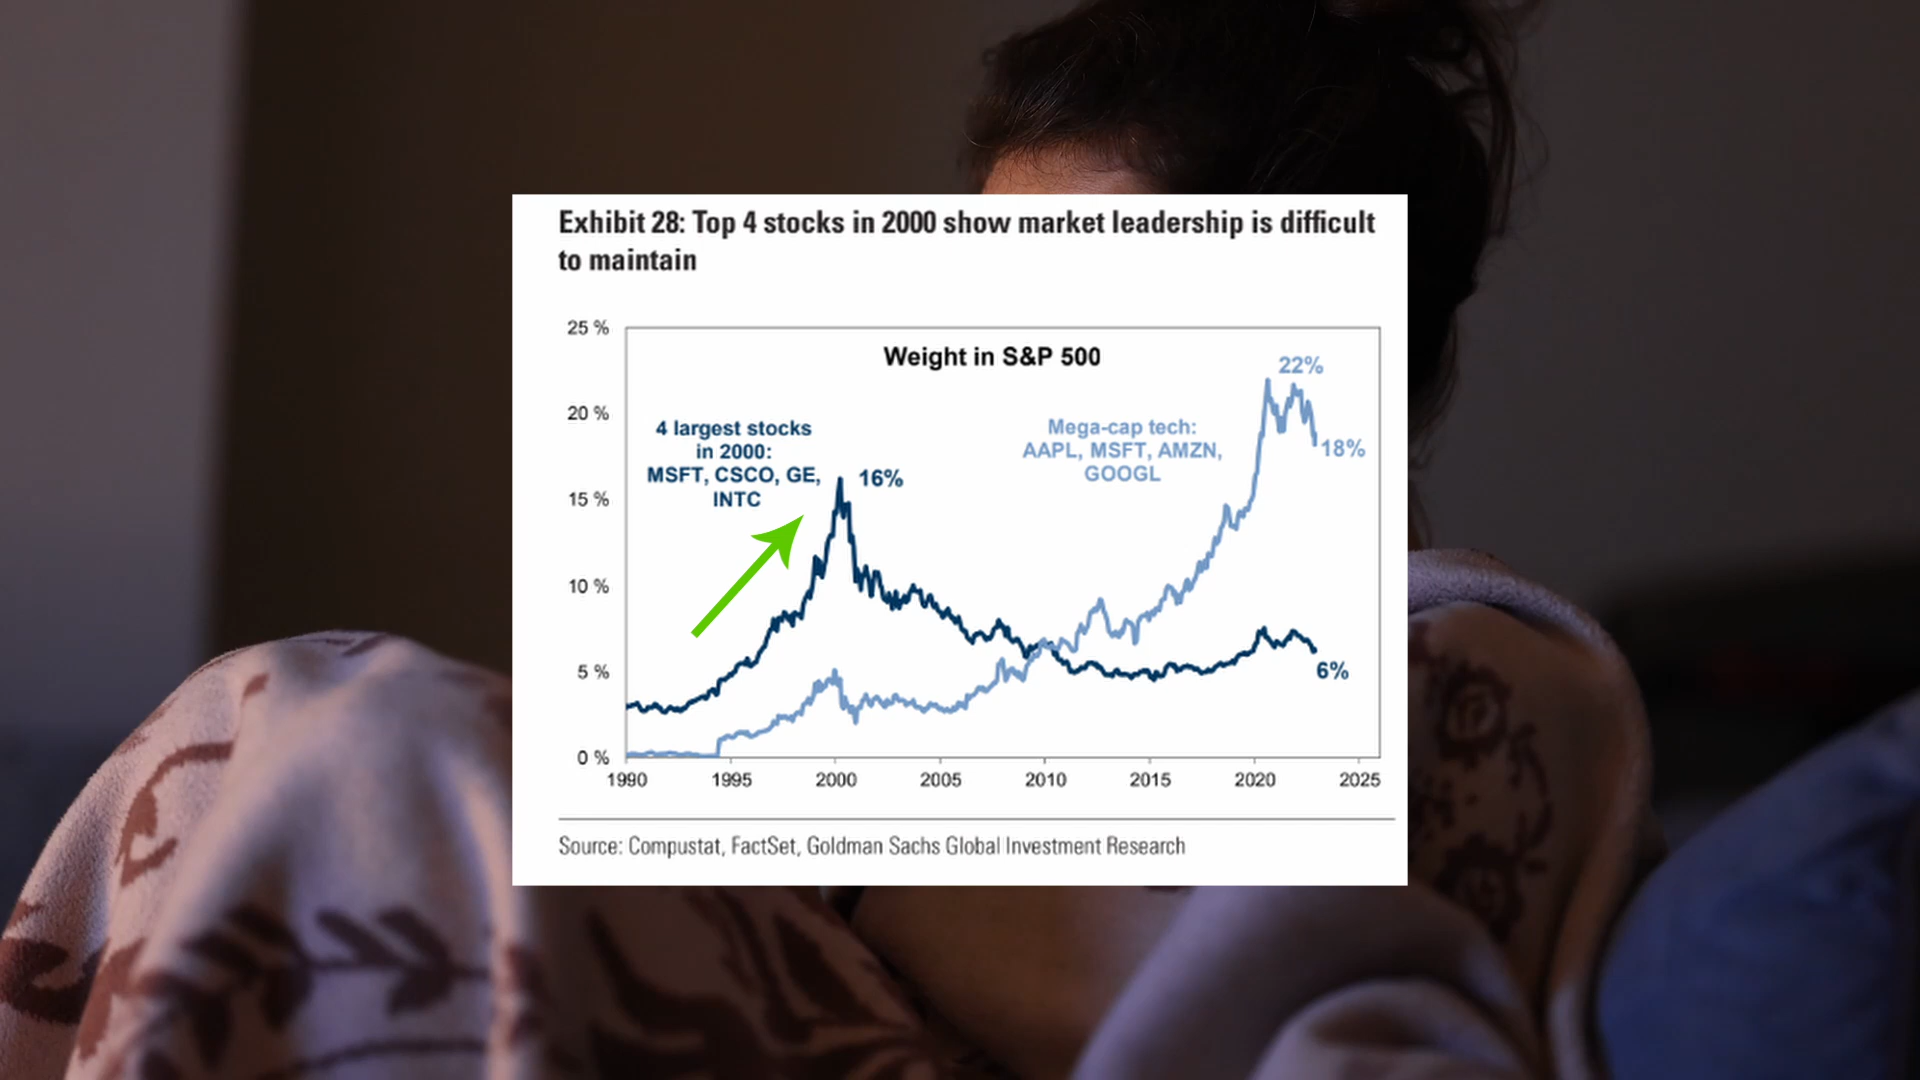 Exhibit 28: Top 4 stocks in 2000 show market leadership is difficult
to maintain
Weight in S&P 500
25 %
20 %
15 %
10 %
5 %
0 %
4 largest stocks
in 2000:
MSFT, CSCO, GE,
INTC
16%
Mega-cap tech:
AAPL, MSFT, AMZN,
GOOGL
22%
18%
6%
1990 1995 2000 2005 2010 2015 2020 2025
Source: Compustat, FactSet, Goldman Sachs Global Investment Research